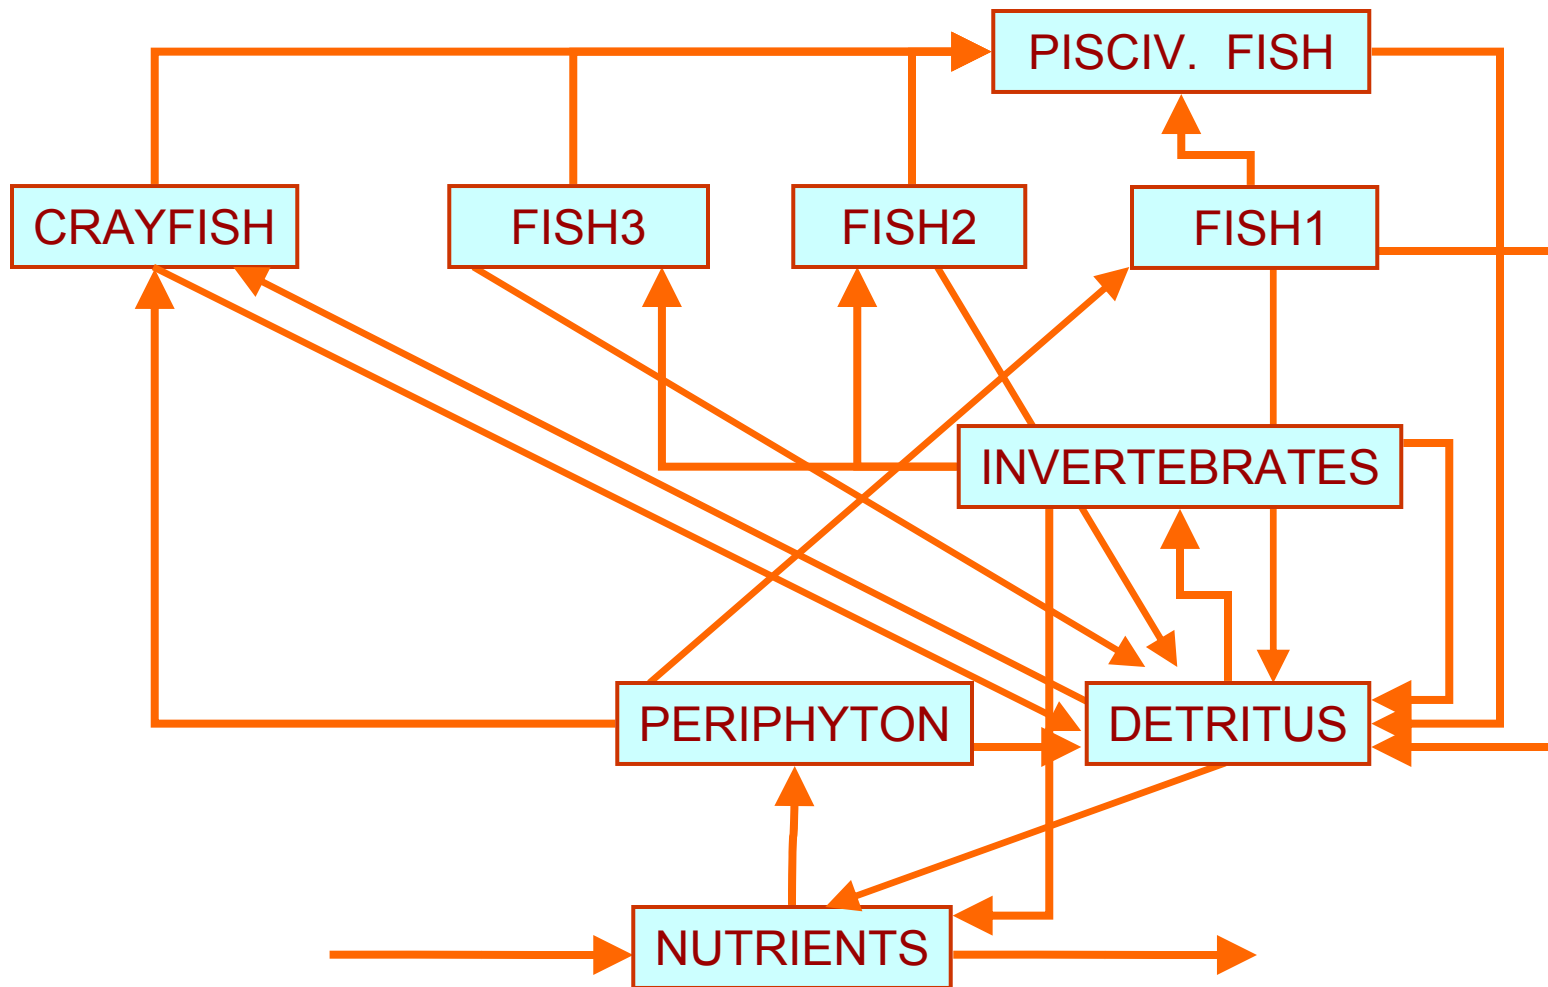 PISCIV. FISH
CRAYFISH
FISH3
FISH2
FISH1
INVERTEBRATES
PERIPHYTON
DETRITUS
NUTRIENTS